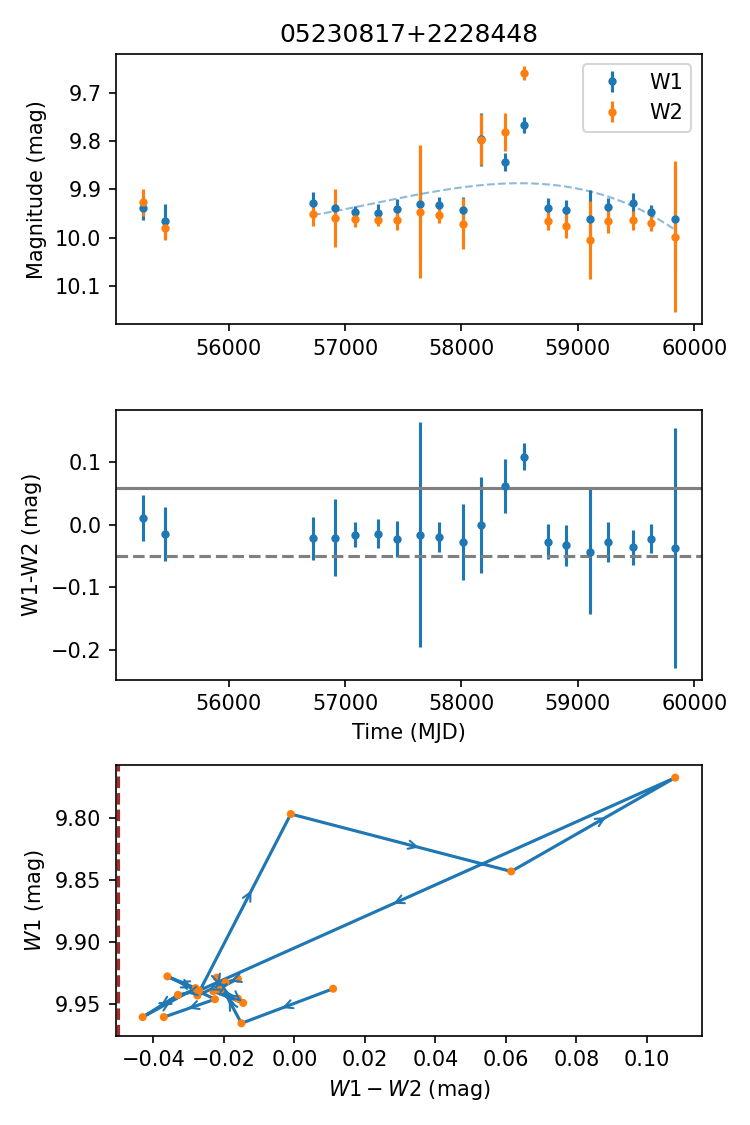 05230817+2228448
Magnitude (mag)
9.7
9.8
9.9
10.0
10.1
W1
W2
56000 57000 58000 59000 60000
W1-W2 (mag)
0.1
0.0
−0.1
−0.2
56000 57000 58000 59000 60000
Time (MJD)
W1 (mag)
9.80
9.85
9.90
9.95
−0.04 −0.02 0.00 0.02 0.04 0.06 0.08 0.10
W1 − W2 (mag)